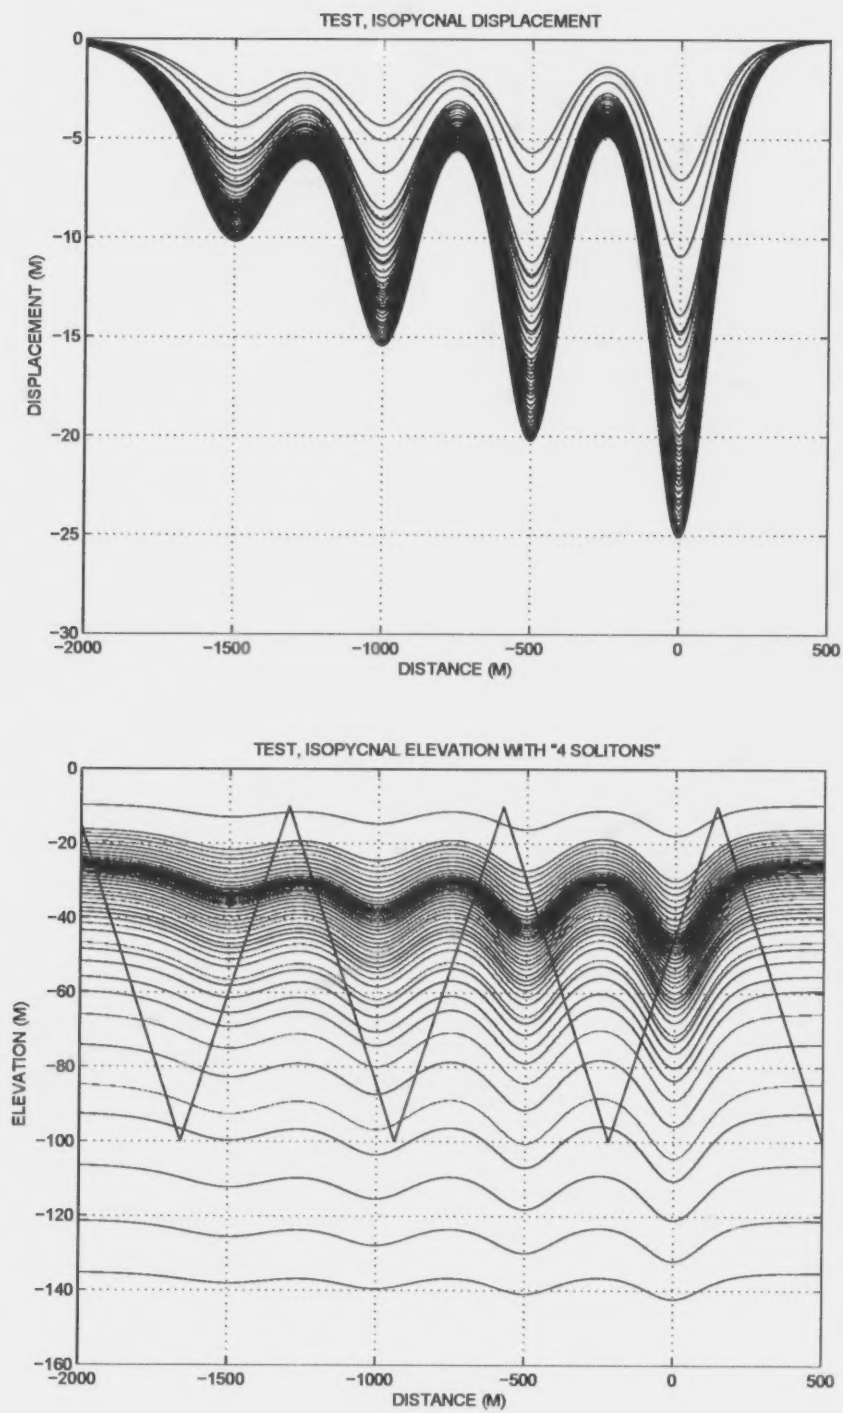 TEST, ISOPYCNAL DISPLACEMENT
0
−5
−10
−15
−20
−25
−30
DISPLACEMENT (M)
−2000 −1500 −1000 −500 0 500
DISTANCE (M)
TEST, ISOPYCNAL ELEVATION WITH "4 SOLITONS"
0
−20
−40
−60
−80
−100
−120
−140
−160
ELEVATION (M)
−2000 −1500 −1000 −500 0 500
DISTANCE (M)